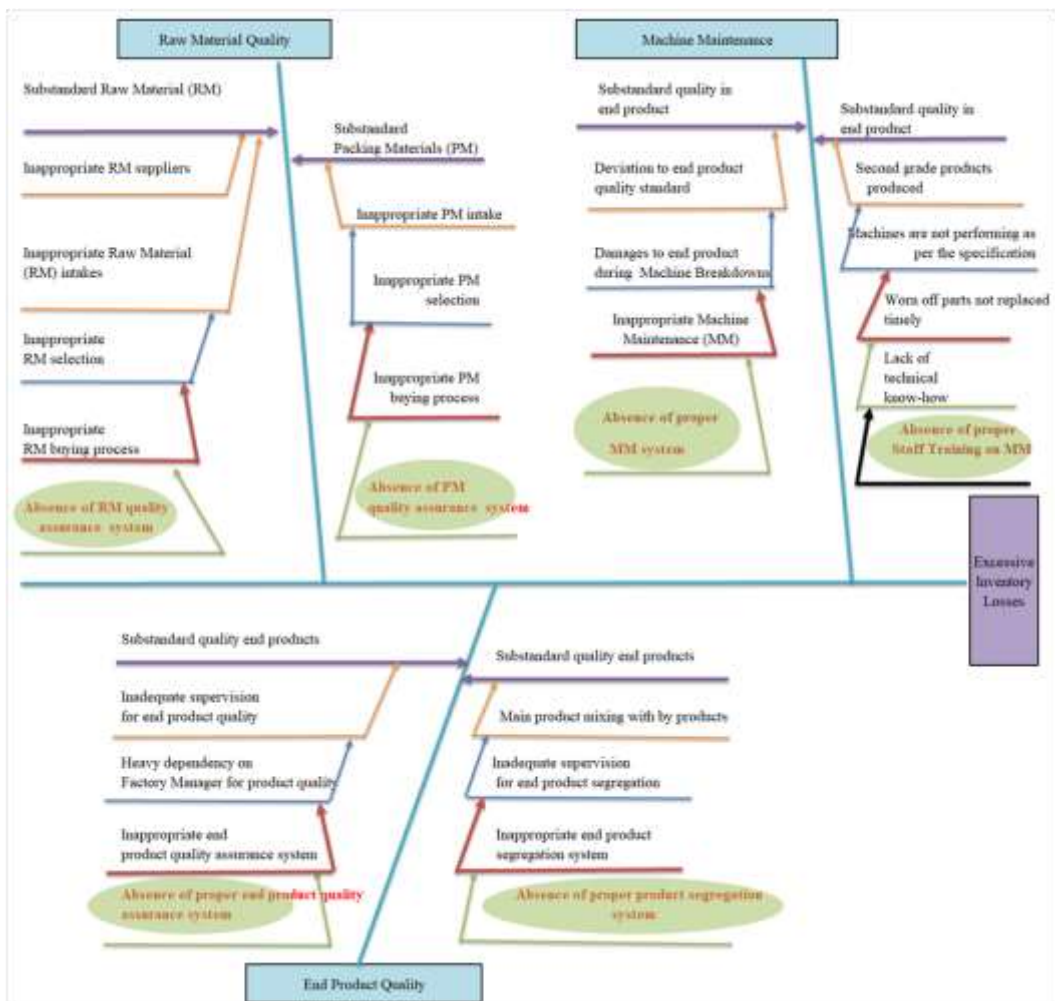 Raw Material Quality
Substandard Raw Material (RM)
Inappropriate RM suppliers
Inappropriate Raw Material
(RM) intakes
Inappropriate
RM selection
Inappropriate
RM buying process
Absence of RM quality
assurance system
Substandard
Packing Materials (PM)
Inappropriate PM intake
Inappropriate PM
selection
Inappropriate PM
buying process
Absence of PM
quality assurance system
Machine Maintenance
Substandard quality in
end product
Deviation to end product
quality standard
Damages to end product
during Machine Breakdowns
Inappropriate Machine
Maintenance (MM)
Absence of proper
MM system
Substandard quality in
end product
Second grade products
produced
Machines are not performing as
per the specification
Worn off parts not replaced
timely
Lack of
technical
know-how
Absence of proper
Staff Training on MM
Excessive
Inventory
Losses
Substandard quality end products
Inadequate supervision
for end product quality
Heavy dependency on
Factory Manager for product quality
Inappropriate end
product quality assurance system
Absence of proper end product quality
assurance system
Substandard quality end products
Main product mixing with by products
Inadequate supervision
for end product segregation
Inappropriate end product
segregation system
Absence of proper product segregation
system
End Product Quality